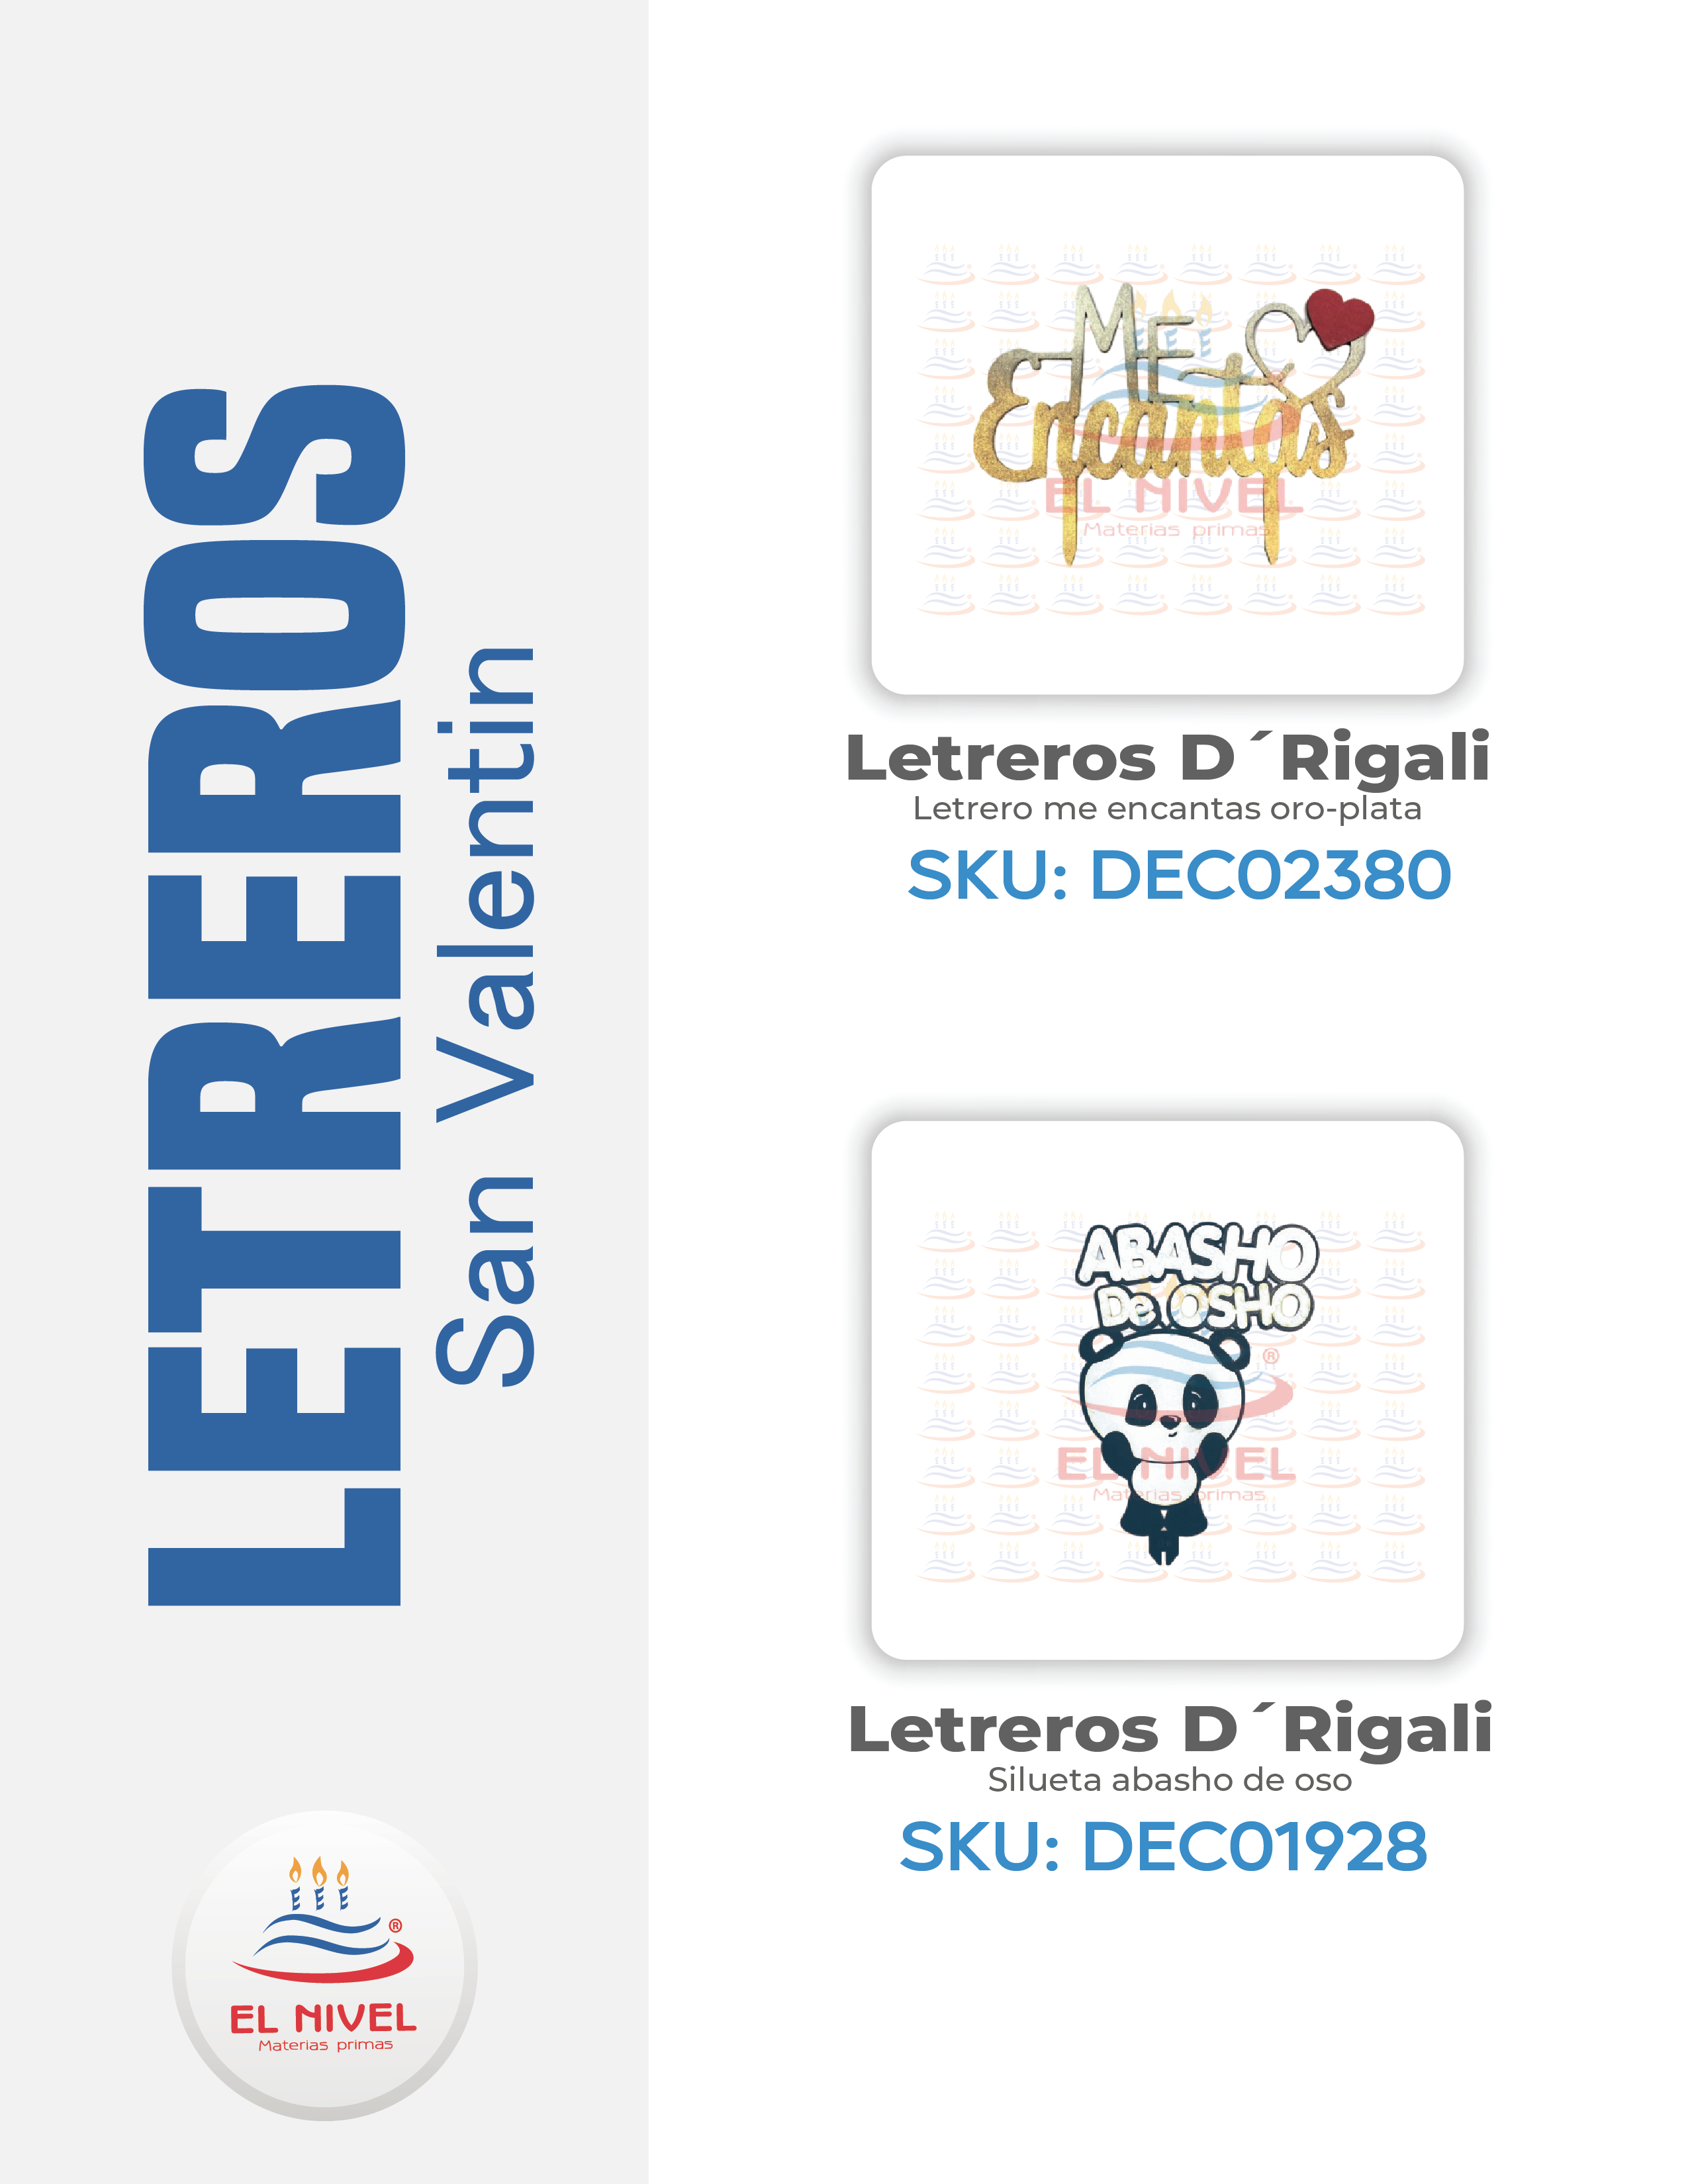 LETREROS
San Valentin
ME
Encantas
EL NIVEL
Materias primas
Letreros D´Rigali
Letrero me encantas oro-plata
SKU: DEC02380
ABASHO
De OSHO
®
EL NIVEL
Materias primas
Letreros D´Rigali
Silueta abasho de oso
SKU: DEC01928
®
EL NIVEL
Materias primas